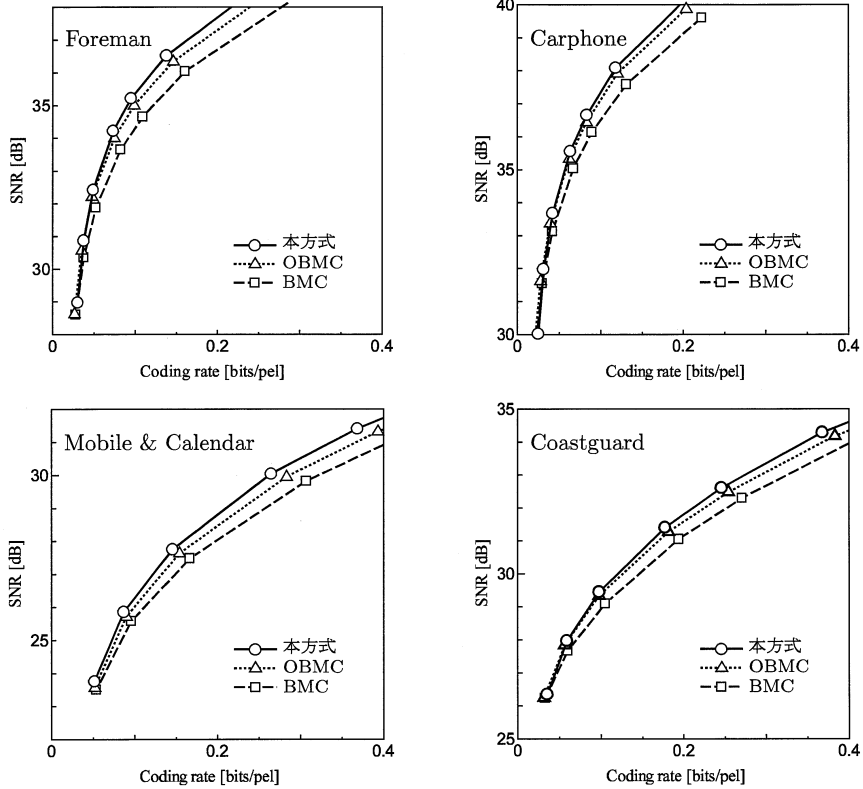 Foreman
35
30
SNR [dB]
本方式
OBMC
BMC
0
0.2
0.4
Coding rate [bits/pel]
Carphone
40
35
30
SNR [dB]
本方式
OBMC
BMC
0
0.2
0.4
Coding rate [bits/pel]
Mobile & Calendar
30
25
SNR [dB]
本方式
OBMC
BMC
0
0.2
0.4
Coding rate [bits/pel]
Coastguard
35
30
25
SNR [dB]
本方式
OBMC
BMC
0
0.2
0.4
Coding rate [bits/pel]